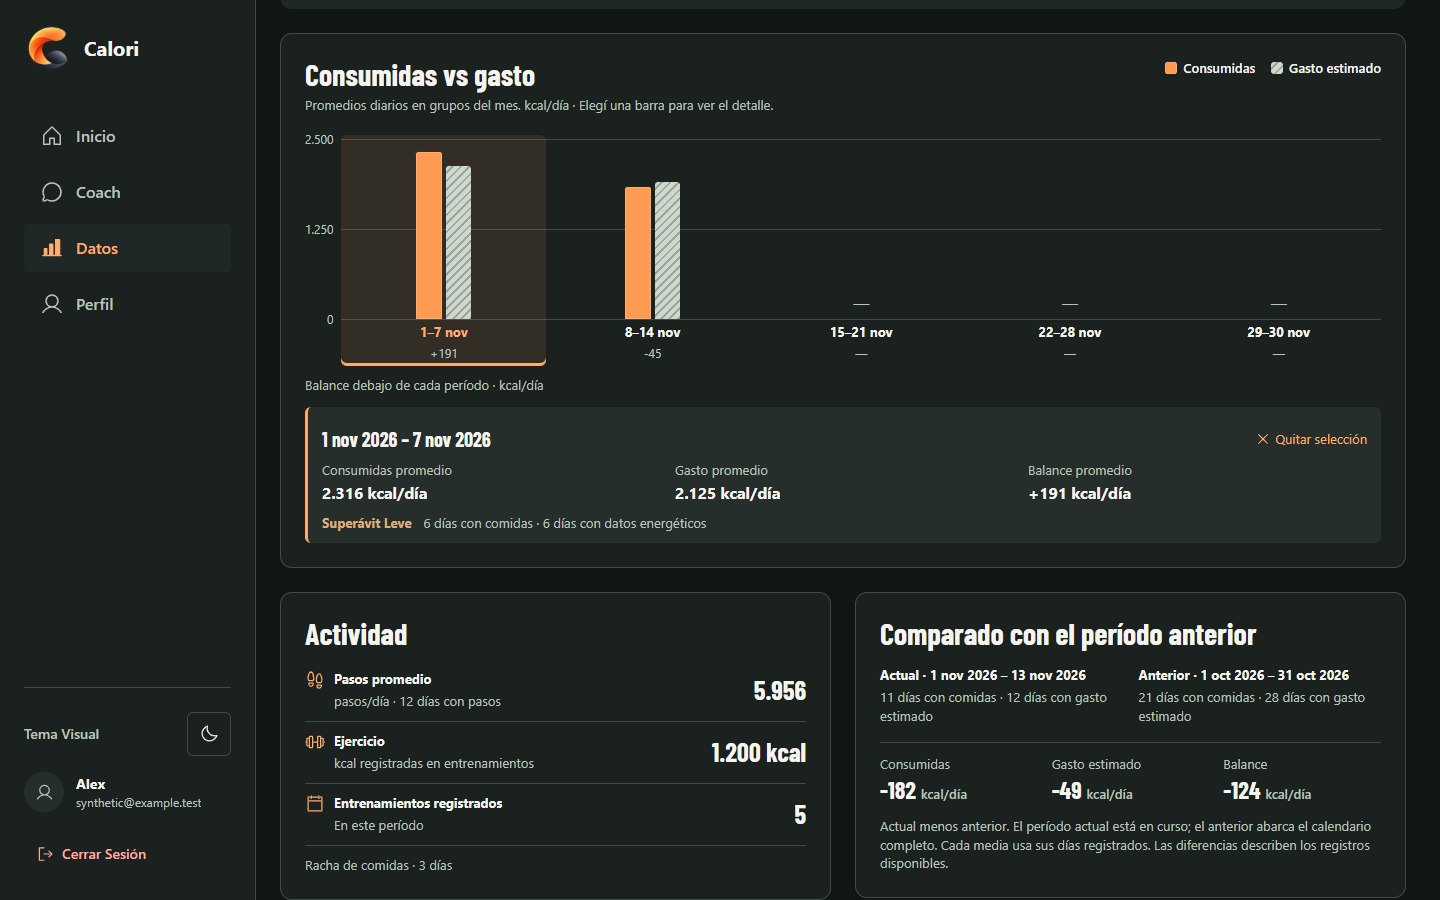 Calori
Inicio
Coach
Datos
Perfil
Tema Visual
Alex
synthetic@example.test
Cerrar Sesión
Consumidas vs gasto
Consumidas
Gasto estimado
Promedios diarios en grupos del mes. kcal/día · Elegí una barra para ver el detalle.
2.500
1.250
0
1–7 nov
8–14 nov
15–21 nov
22–28 nov
29–30 nov
+191
-45
—
—
—
Balance debajo de cada período · kcal/día
1 nov 2026 – 7 nov 2026
Quitar selección
Consumidas promedio
Gasto promedio
Balance promedio
2.316 kcal/día
2.125 kcal/día
+191 kcal/día
Superávit Leve 6 días con comidas · 6 días con datos energéticos
Actividad
Pasos promedio
pasos/día · 12 días con pasos
5.956
Ejercicio
kcal registradas en entrenamientos
1.200 kcal
Entrenamientos registrados
En este período
5
Racha de comidas · 3 días
Comparado con el período anterior
Actual · 1 nov 2026 – 13 nov 2026
11 días con comidas · 12 días con gasto
estimado
Anterior · 1 oct 2026 – 31 oct 2026
21 días con comidas · 28 días con gasto
estimado
Consumidas
Gasto estimado
Balance
-182 kcal/día
-49 kcal/día
-124 kcal/día
Actual menos anterior. El período actual está en curso; el anterior abarca el calendario
completo. Cada media usa sus días registrados. Las diferencias describen los registros
disponibles.